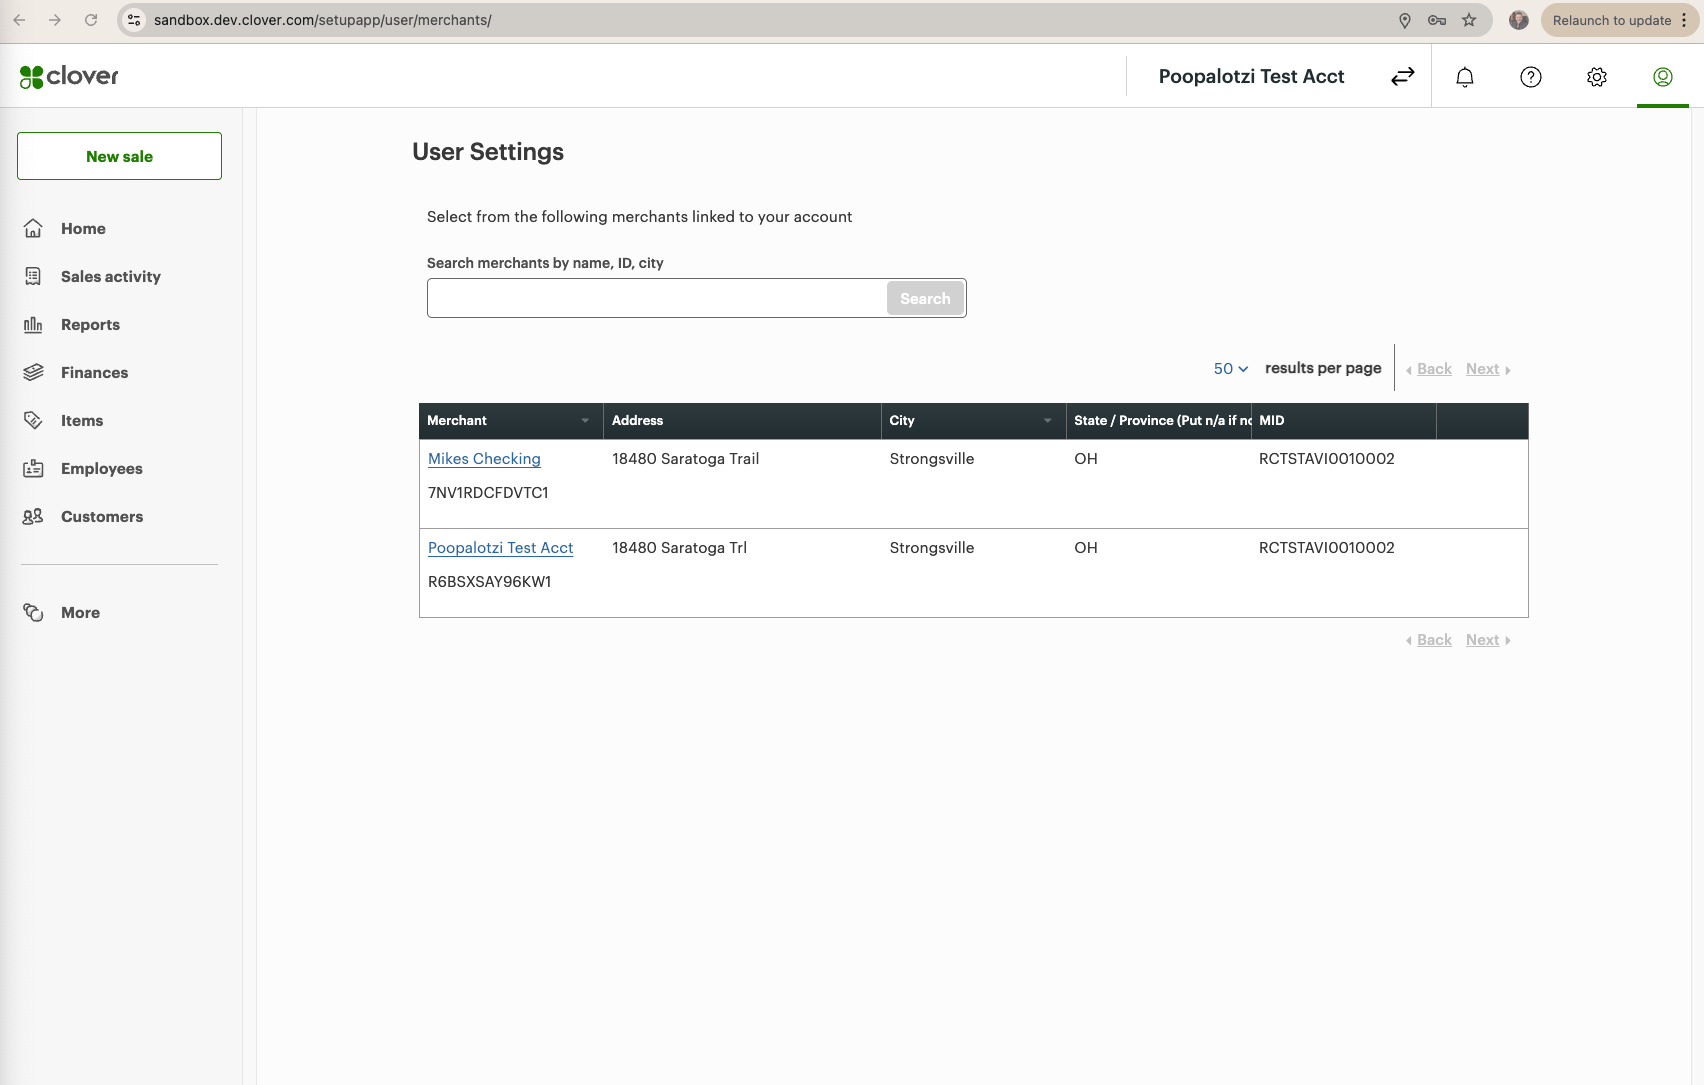 sandbox.dev.clover.com/setupapp/user/merchants/
Relaunch to update
clover
Poopalotzi Test Acct
New sale
Home
Sales activity
Reports
Finances
Items
Employees
Customers
More
User Settings
Select from the following merchants linked to your account
Search merchants by name, ID, city
Search
50 results per page Back Next
Merchant Address City State / Province (Put n/a if no MID
Mikes Checking 18480 Saratoga Trail Strongsville OH RCTSTAVI0010002
7NV1RDCFDVTC1
Poopalotzi Test Acct 18480 Saratoga Trl Strongsville OH RCTSTAVI0010002
R6BSXSAY96KW1
Back Next